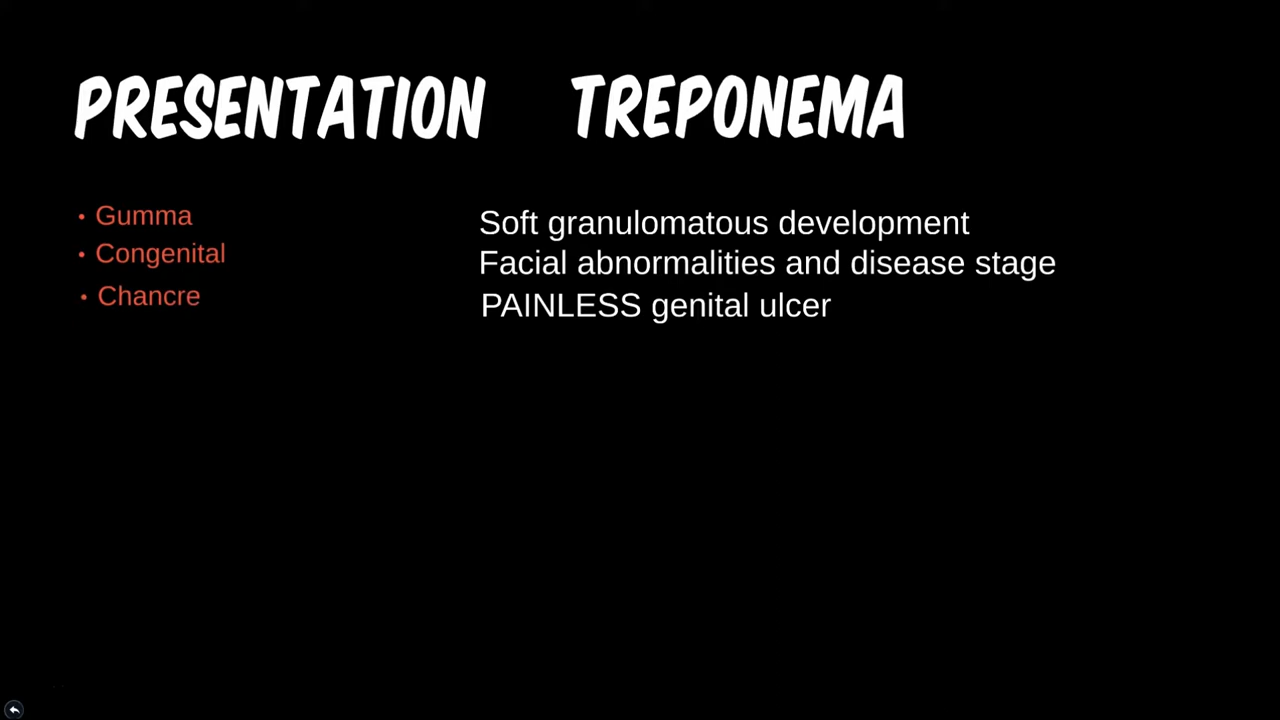 PRESENTATION TREPONEMA
• Gumma Soft granulomatous development
• Congenital Facial abnormalities and disease stage
• Chancre PAINLESS genital ulcer